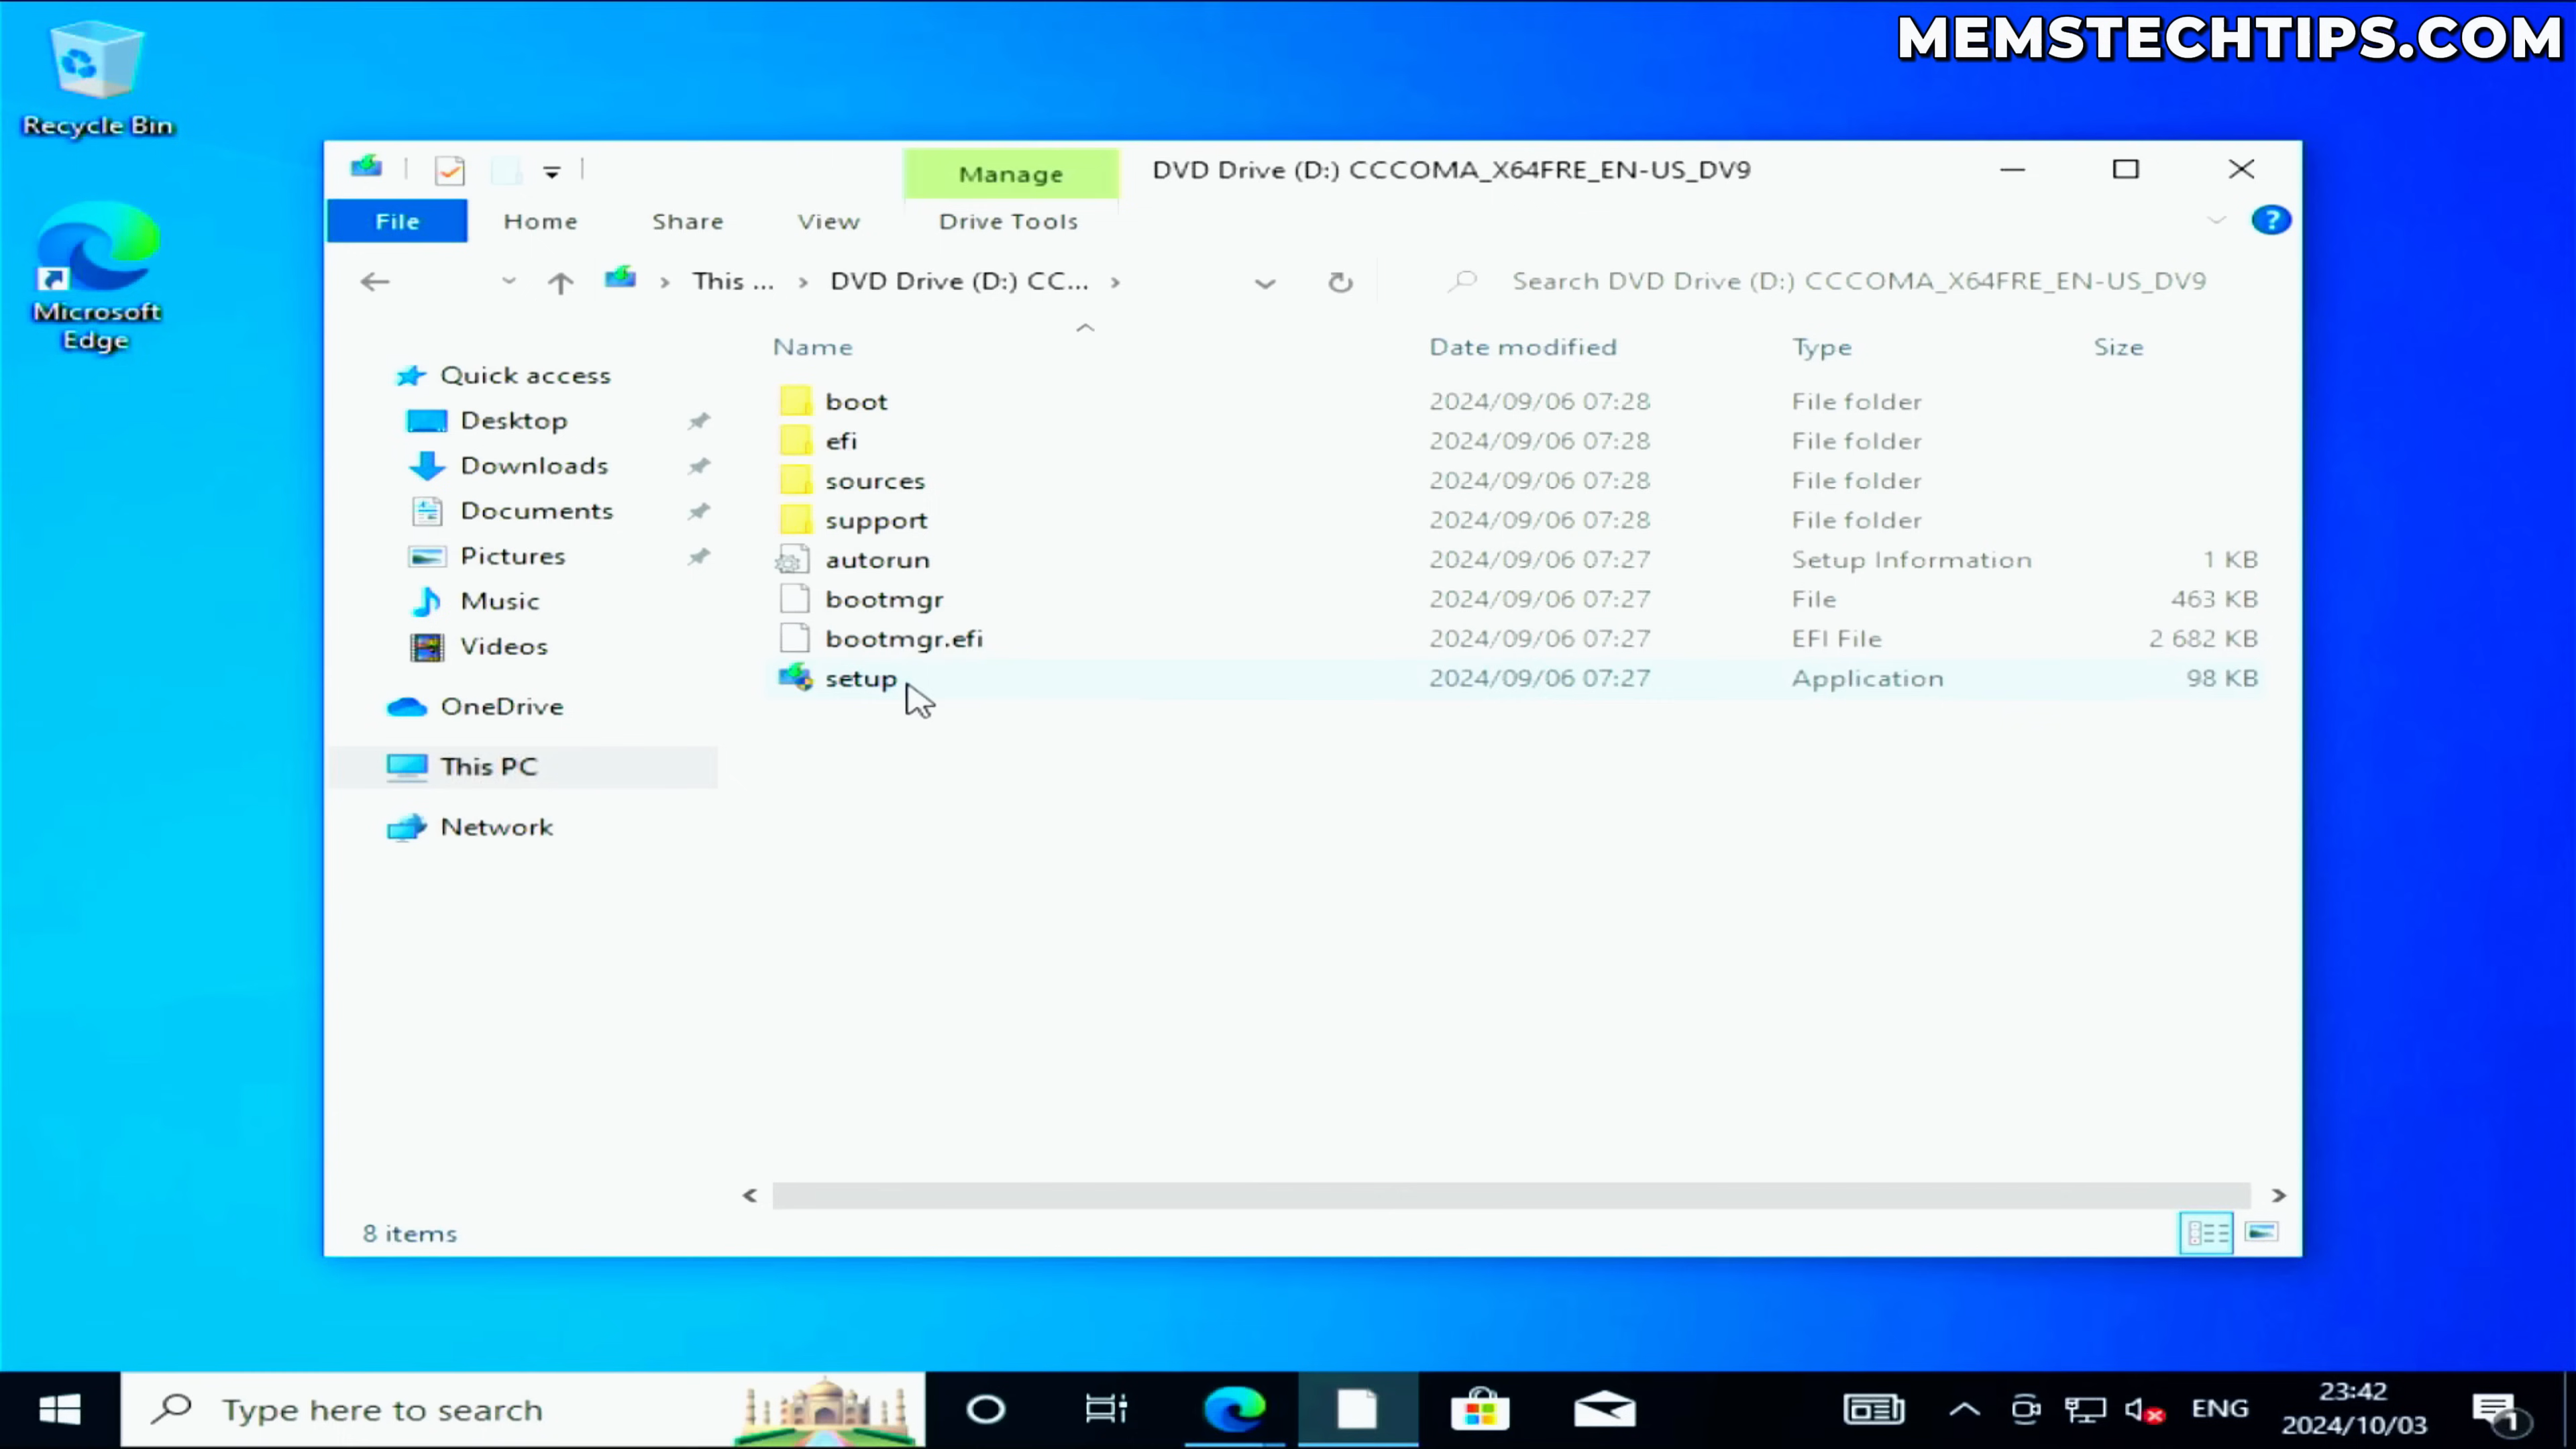 MEMSTECHTIPS.COM
Recycle Bin
Microsoft
Edge
Manage
DVD Drive (D:) CCCOMA_X64FRE_EN-US_DV9
File
Home
Share
View
Drive Tools
?
This ...
DVD Drive (D:) CC...
Search DVD Drive (D:) CCCOMA_X64FRE_EN-US_DV9
Name
Date modified
Type
Size
Quick access
Desktop
Downloads
Documents
Pictures
Music
Videos
OneDrive
This PC
Network
boot 2024/09/06 07:28 File folder
efi 2024/09/06 07:28 File folder
sources 2024/09/06 07:28 File folder
support 2024/09/06 07:28 File folder
autorun 2024/09/06 07:27 Setup Information 1 KB
bootmgr 2024/09/06 07:27 File 463 KB
bootmgr.efi 2024/09/06 07:27 EFI File 2 682 KB
setup 2024/09/06 07:27 Application 98 KB
8 items
Type here to search
ENG
23:42
2024/10/03
1